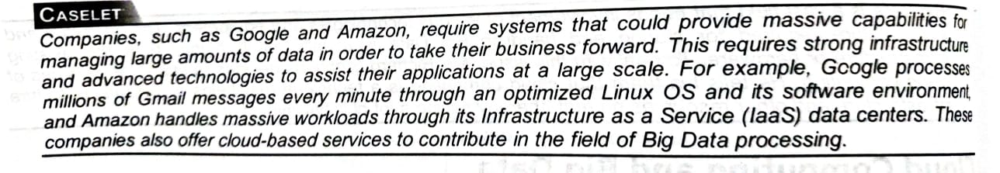 CASELET
Companies, such as Google and Amazon, require systems that could provide massive capabilities for
managing large amounts of data in order to take their business forward. This requires strong infrastructure
and advanced technologies to assist their applications at a large scale. For example, Gcogle processes
millions of Gmail messages every minute through an optimized Linux OS and its software environment,
and Amazon handles massive workloads through its Infrastructure as a Service (IaaS) data centers. These
companies also offer cloud-based services to contribute in the field of Big Data processing.